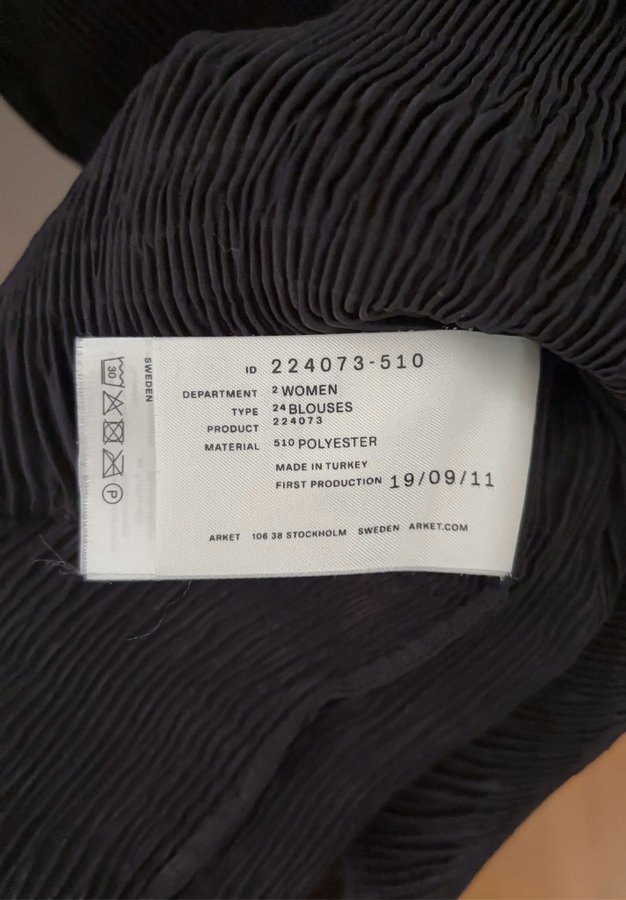 ID 224073-510
DEPARTMENT 2 WOMEN
TYPE 24 BLOUSES
PRODUCT 224073
MATERIAL 510 POLYESTER
MADE IN TURKEY
FIRST PRODUCTION 19/09/11
ARKET 106 38 STOCKHOLM SWEDEN ARKET.COM
SWEDEN
30
P